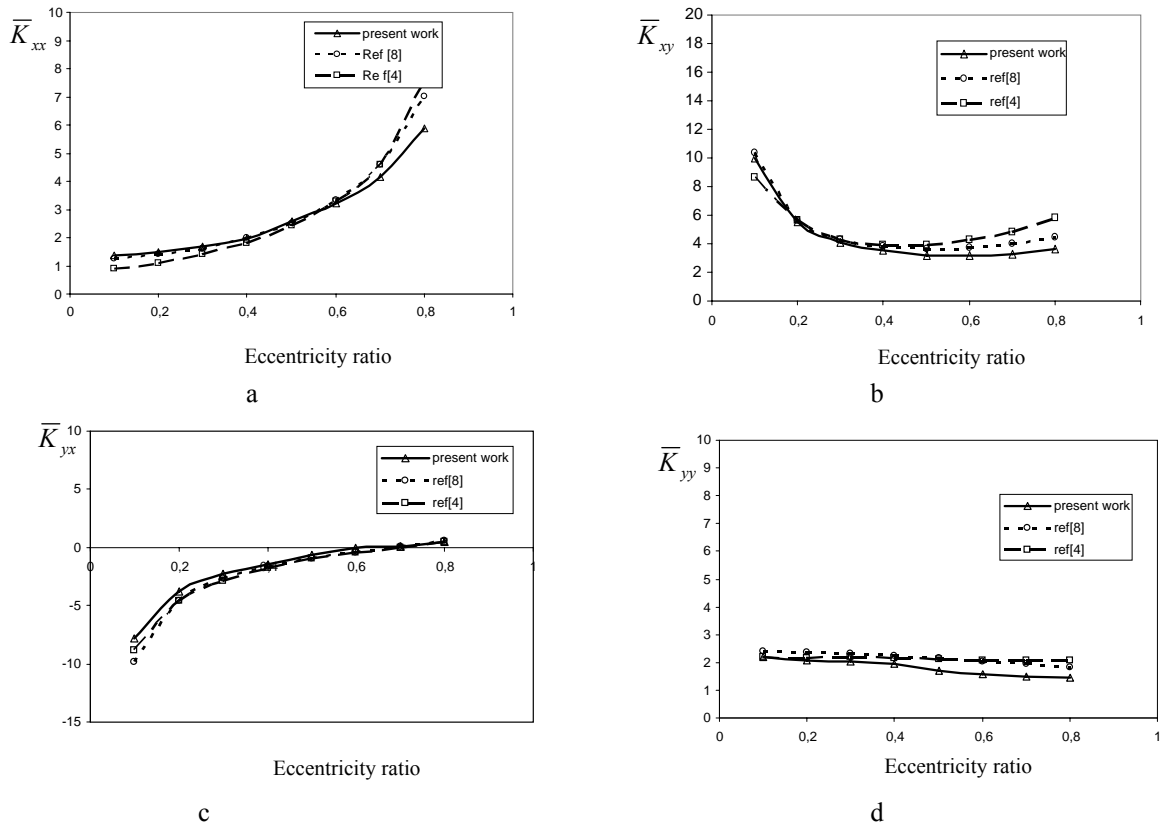 K̅xx
10
9
8
7
6
5
4
3
2
1
0
0
0,2
0,4
0,6
0,8
1
present work
Ref [8]
Re f[4]
Eccentricity ratio
a
K̅xy
20
18
16
14
12
10
8
6
4
2
0
0
0,2
0,4
0,6
0,8
1
present work
ref[8]
ref[4]
Eccentricity ratio
b
K̅yx
10
5
0
-5
-10
-15
0
0,2
0,4
0,6
0,8
1
present work
ref[8]
ref[4]
Eccentricity ratio
c
K̅yy
10
9
8
7
6
5
4
3
2
1
0
0
0,2
0,4
0,6
0,8
1
present work
ref[8]
ref[4]
Eccentricity ratio
d